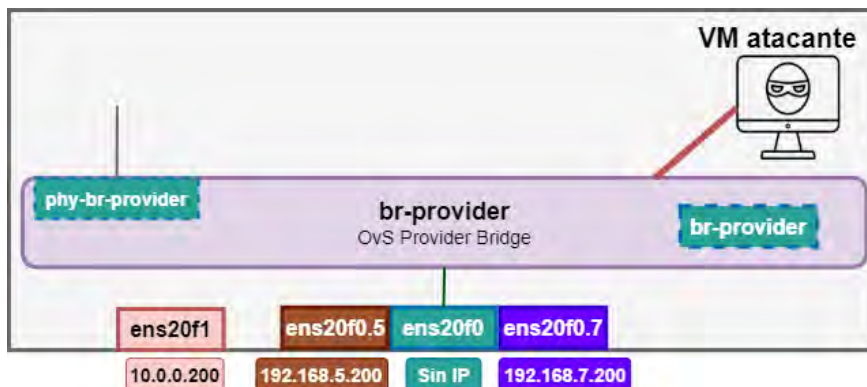 VM atacante
phy-br-provider
br-provider
OvS Provider Bridge
br-provider
ens20f1
ens20f0.5
ens20f0
ens20f0.7
10.0.0.200
192.168.5.200
Sin IP
192.168.7.200